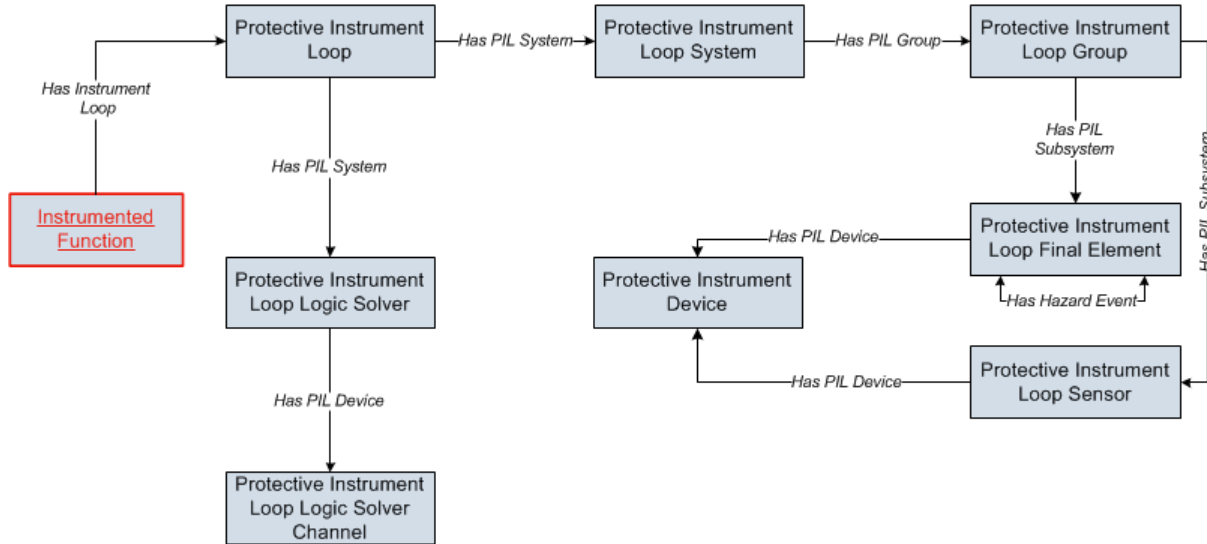 Protective Instrument
Loop
Has PIL System
Protective Instrument
Loop System
Has PIL Group
Protective Instrument
Loop Group
Has Instrument
Loop
Has PIL
Subsystem
Has PIL Subsystem
Has PIL System
Instrumented
Function
Protective Instrument
Loop Final Element
Has PIL Device
Protective Instrument
Loop Logic Solver
Protective Instrument
Device
Has Hazard Event
Protective Instrument
Loop Sensor
Has PIL Device
Has PIL Device
Protective Instrument
Loop Logic Solver
Channel